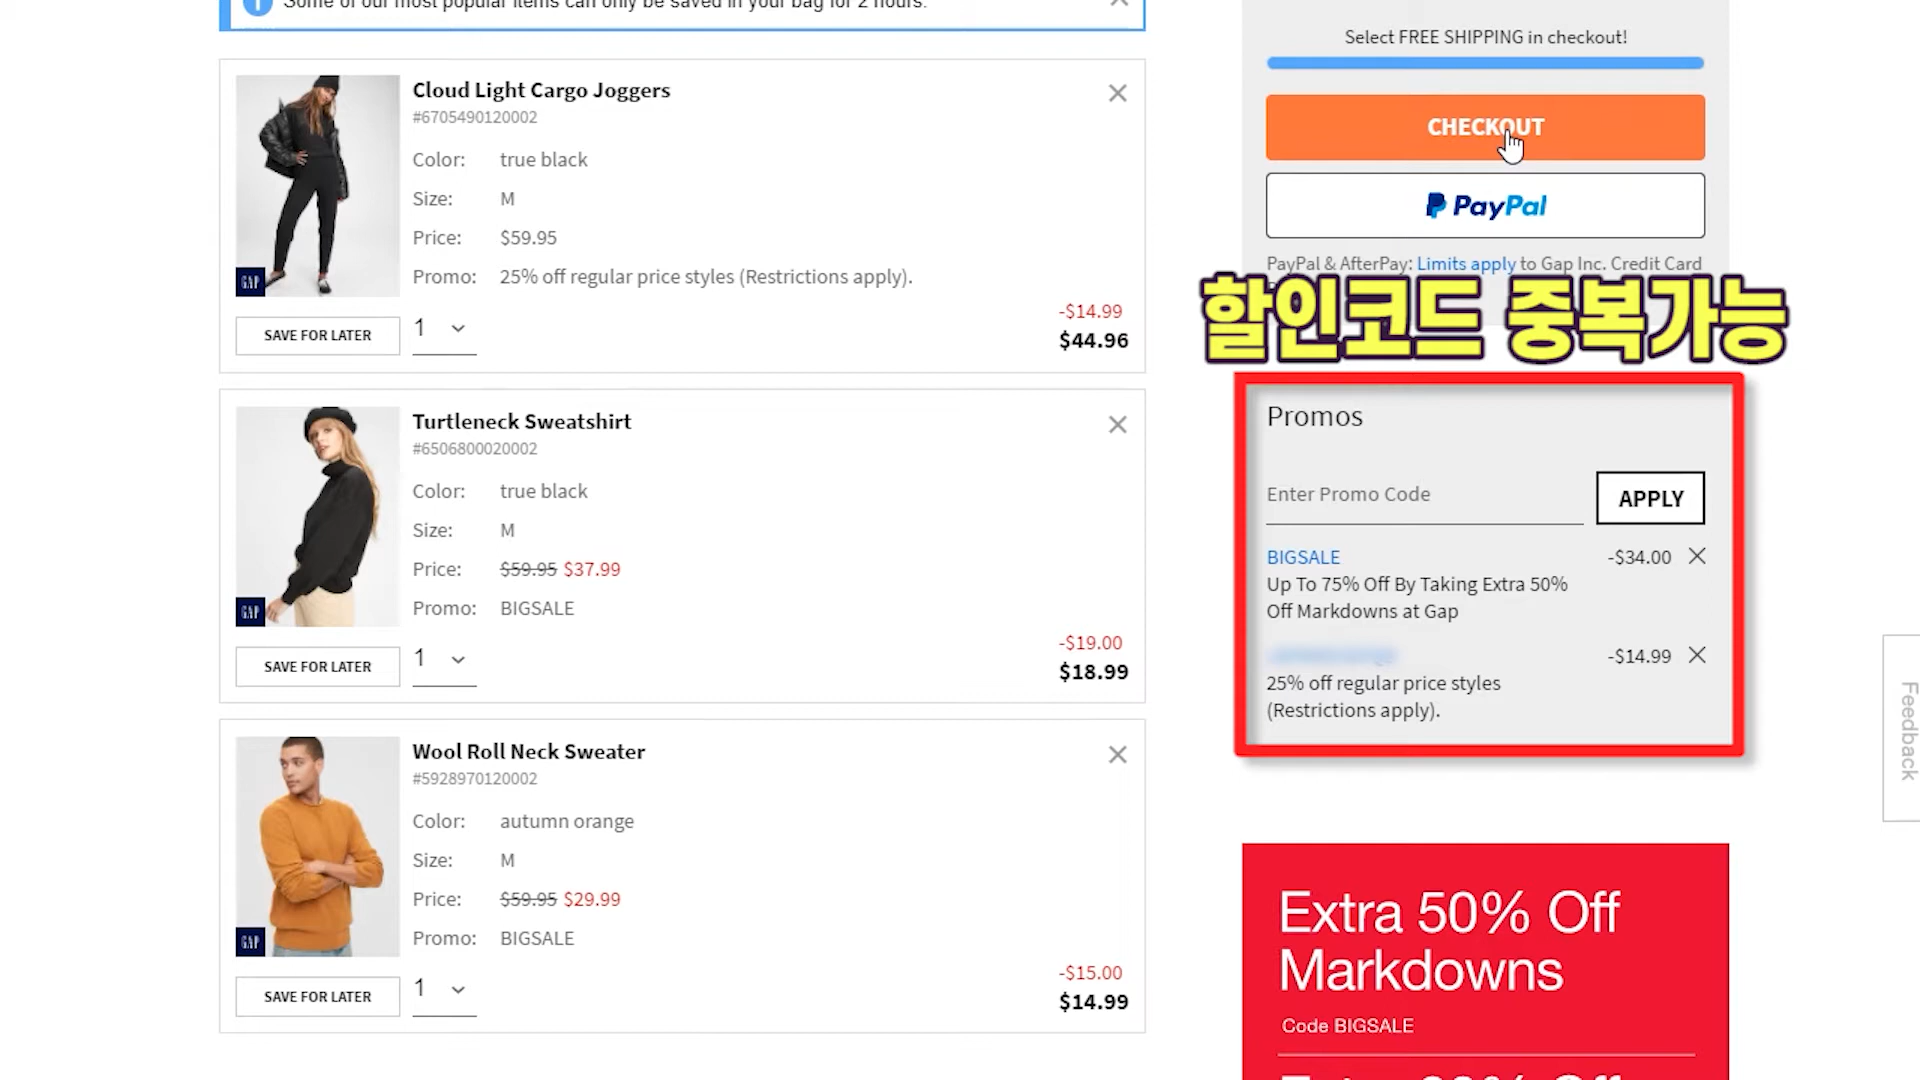 Some of our most popular items can only be saved in your bag for 2 hours.
Cloud Light Cargo Joggers
#6705490120002
Color: true black
Size: M
Price: $59.95
Promo: 25% off regular price styles (Restrictions apply).
GAP
SAVE FOR LATER
1
-$14.99
$44.96
Turtleneck Sweatshirt
#6506800020002
Color: true black
Size: M
Price: $59.95 $37.99
Promo: BIGSALE
GAP
SAVE FOR LATER
1
-$19.00
$18.99
Wool Roll Neck Sweater
#5928970120002
Color: autumn orange
Size: M
Price: $59.95 $29.99
Promo: BIGSALE
GAP
SAVE FOR LATER
1
-$15.00
$14.99
Select FREE SHIPPING in checkout!
CHECKOUT
PayPal
PayPal & AfterPay: Limits apply to Gap Inc. Credit Card
할인코드 중복가능
Promos
Enter Promo Code
APPLY
BIGSALE -$34.00
Up To 75% Off By Taking Extra 50%
Off Markdowns at Gap
-$14.99
25% off regular price styles
(Restrictions apply).
Extra 50% Off
Markdowns
Code BIGSALE
Feedback